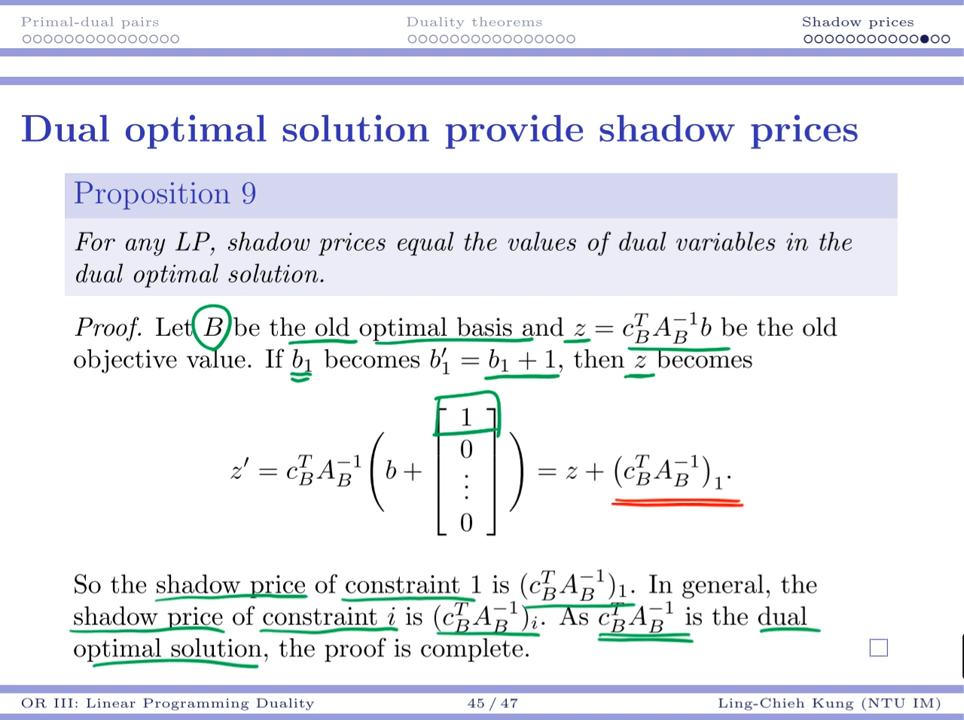 Primal-dual pairs Duality theorems Shadow prices
Dual optimal solution provide shadow prices
Proposition 9
For any LP, shadow prices equal the values of dual variables in the
dual optimal solution.
Proof. Let B be the old optimal basis and z = c_B^T A_B^{-1} b be the old
objective value. If b_1 becomes b'_1 = b_1 + 1, then z becomes
z' = c_B^T A_B^{-1} ( b + [ 1 0 ⋮ 0 ] ) = z + (c_B^T A_B^{-1})_1.
So the shadow price of constraint 1 is (c_B^T A_B^{-1})_1. In general, the
shadow price of constraint i is (c_B^T A_B^{-1})_i. As c_B^T A_B^{-1} is the dual
optimal solution, the proof is complete. □
OR III: Linear Programming Duality 45 / 47 Ling-Chieh Kung (NTU IM)